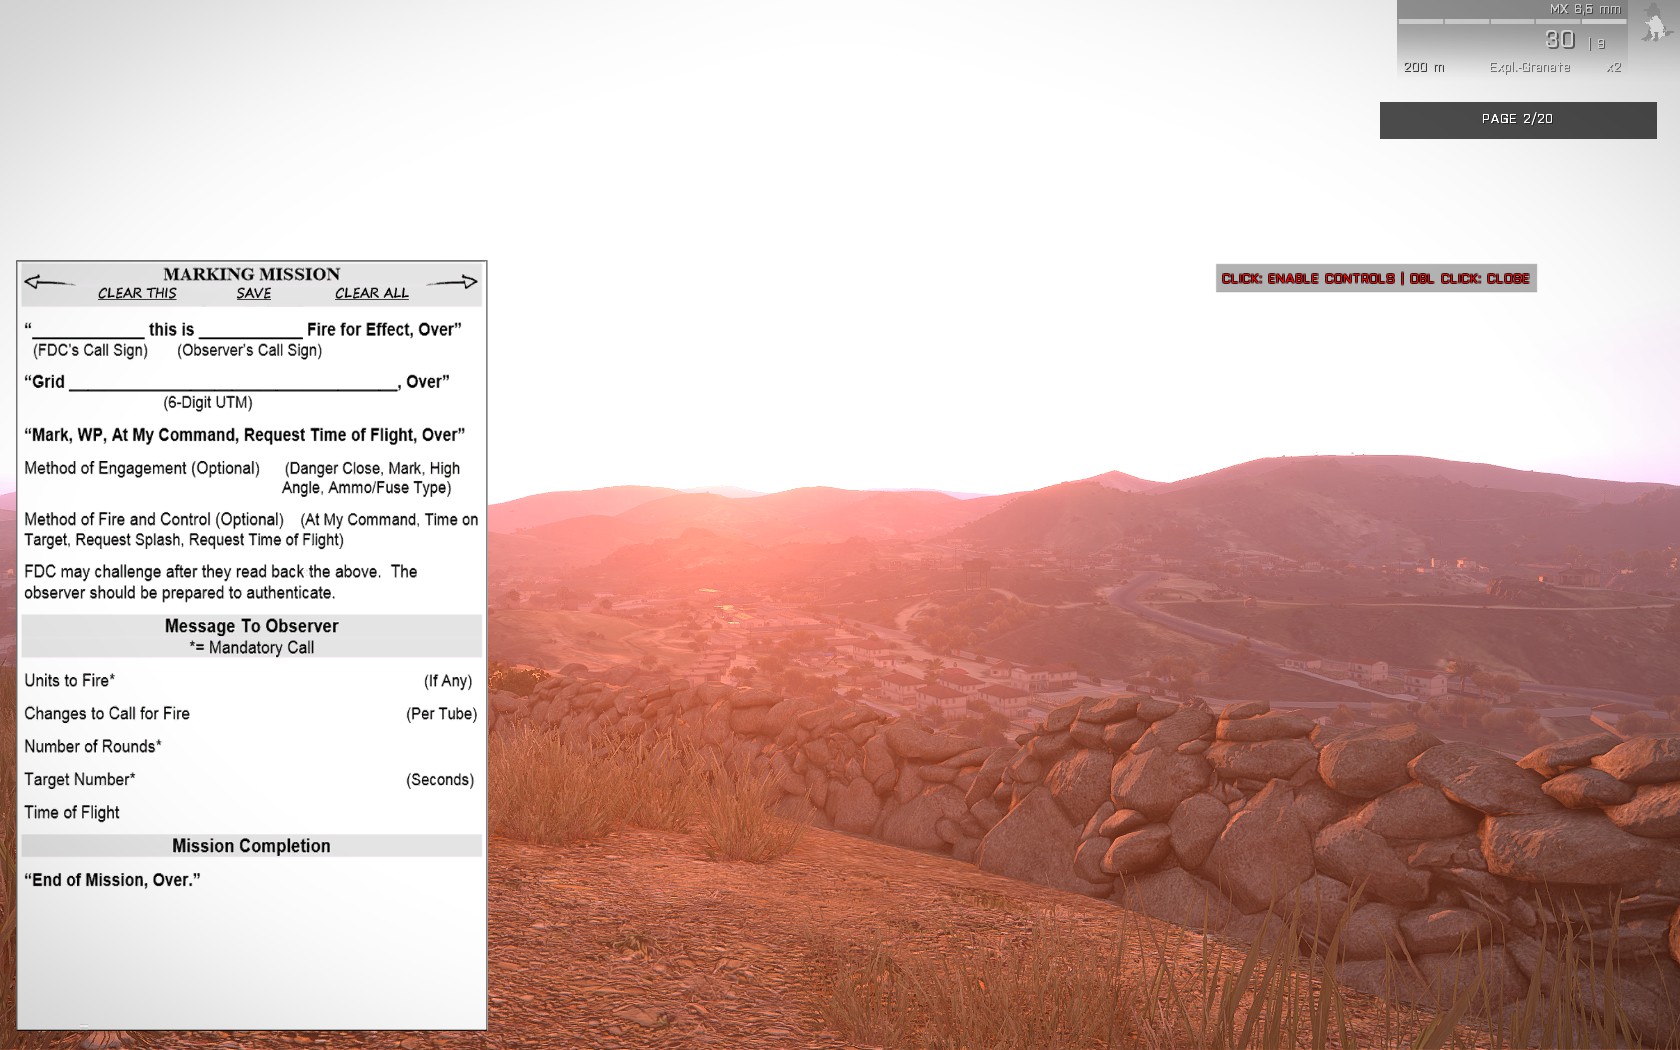 MX 6,5 mm
30 | 9
200 m Expl.-Granate x2
PAGE 2/20
CLICK: ENABLE CONTROLS | DBL CLICK: CLOSE
MARKING MISSION
CLEAR THIS SAVE CLEAR ALL
“____________ this is ___________ Fire for Effect, Over”
(FDC's Call Sign) (Observer's Call Sign)
“Grid ___________________________________, Over”
(6-Digit UTM)
“Mark, WP, At My Command, Request Time of Flight, Over”
Method of Engagement (Optional) (Danger Close, Mark, High
Angle, Ammo/Fuse Type)
Method of Fire and Control (Optional) (At My Command, Time on
Target, Request Splash, Request Time of Flight)
FDC may challenge after they read back the above. The
observer should be prepared to authenticate.
Message To Observer
*= Mandatory Call
Units to Fire* (If Any)
Changes to Call for Fire (Per Tube)
Number of Rounds*
Target Number* (Seconds)
Time of Flight
Mission Completion
“End of Mission, Over.”